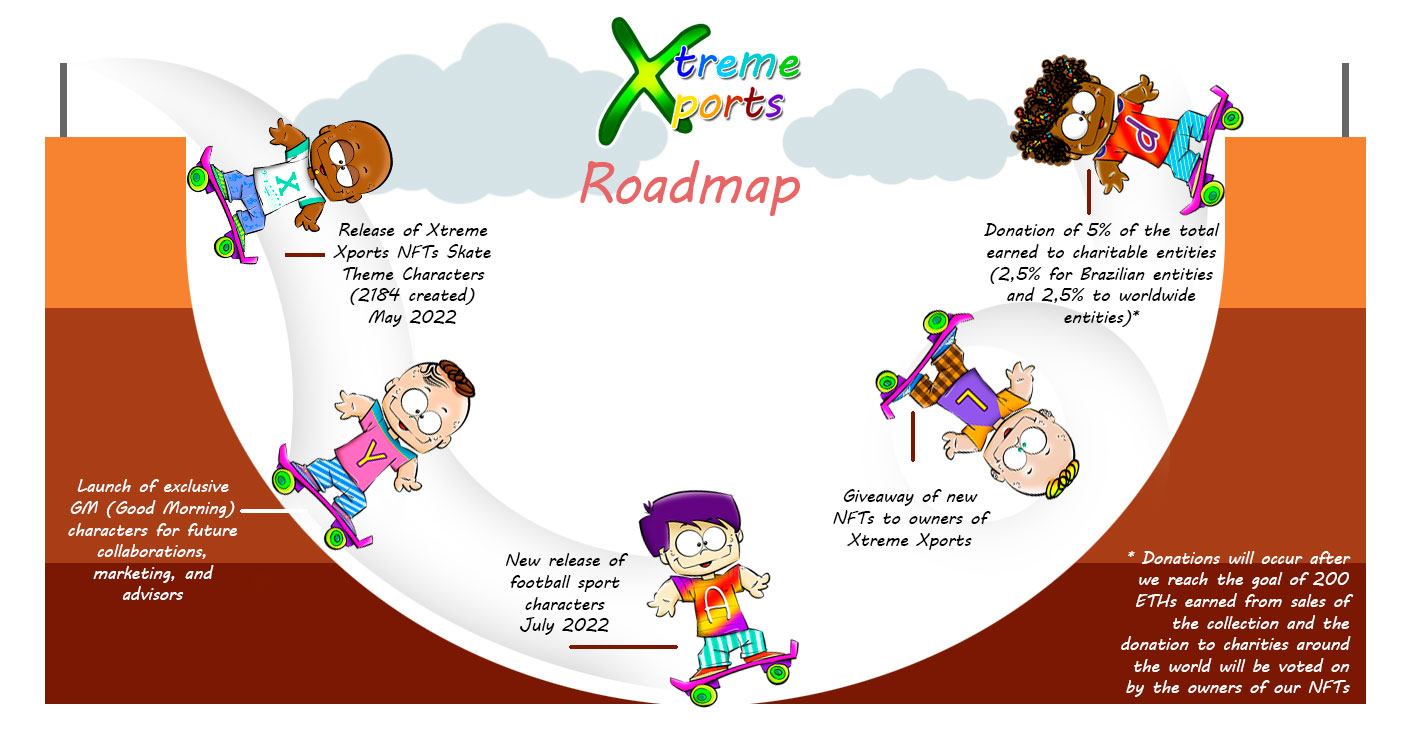 Xtreme
Xports
Roadmap
X
Release of Xtreme
Xports NFTs Skate
Theme Characters
(2184 created)
May 2022
Y
Launch of exclusive
GM (Good Morning)
characters for future
collaborations,
marketing, and
advisors
New release of
football sport
characters
July 2022
A
Giveaway of new
NFTs to owners of
Xtreme Xports
L
Donation of 5% of the total
earned to charitable entities
(2,5% for Brazilian entities
and 2,5% to worldwide
entities)*
d
* Donations will occur after
we reach the goal of 200
ETHs earned from sales of
the collection and the
donation to charities around
the world will be voted on
by the owners of our NFTs